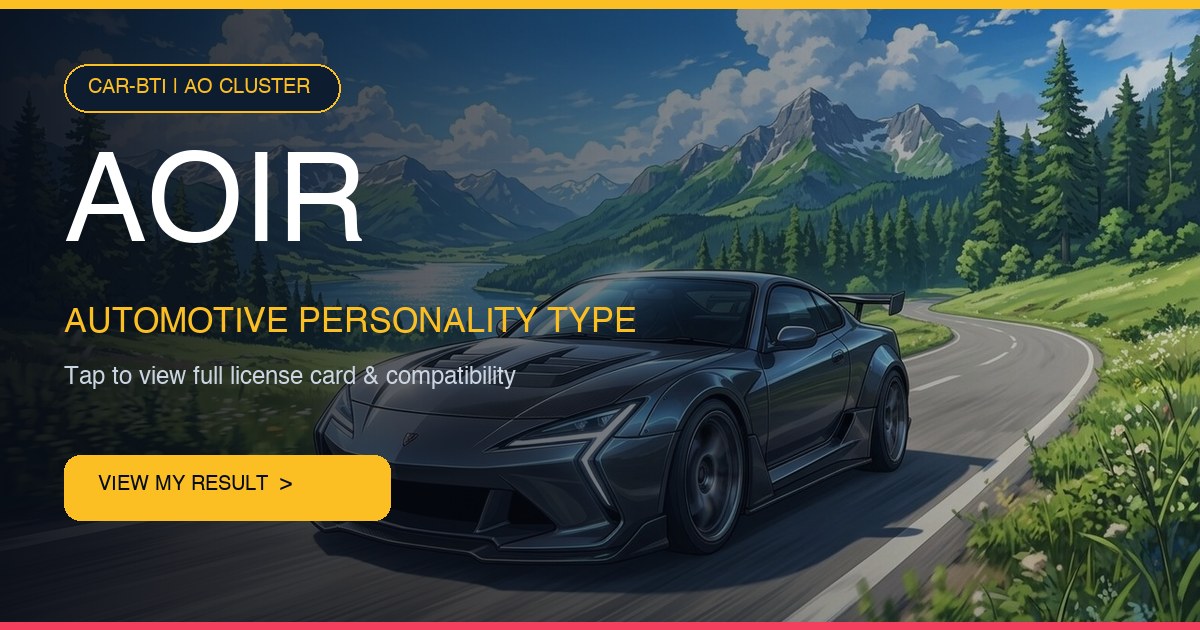 CAR-BTI | AO CLUSTER
AOIR
AUTOMOTIVE PERSONALITY TYPE
Tap to view full license card & compatibility
VIEW MY RESULT >